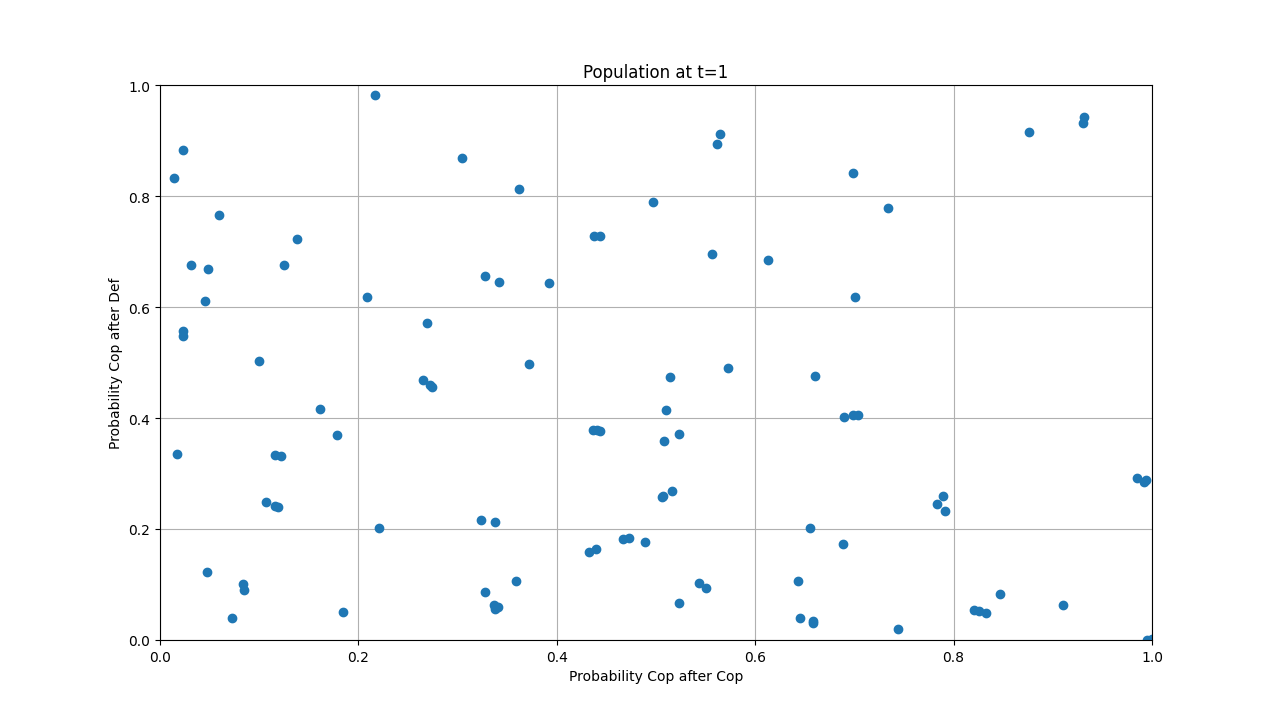 Population at t=1
1.0
0.8
0.6
0.4
0.2
0.0
Probability Cop after Def
0.0 0.2 0.4 0.6 0.8 1.0
Probability Cop after Cop